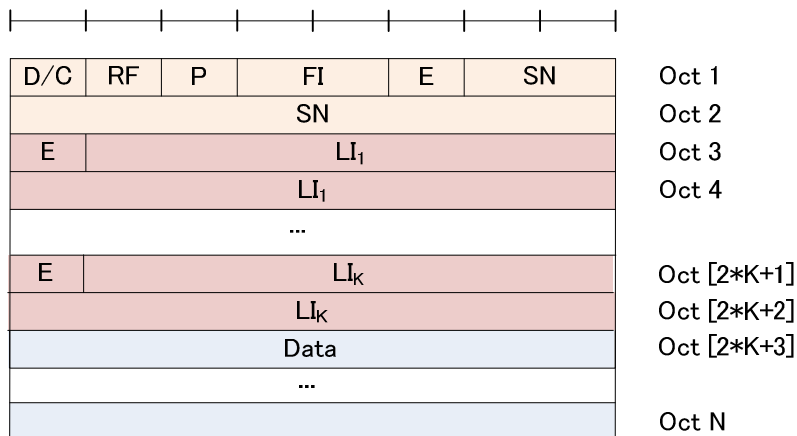 D/C RF P FI E SN Oct 1
SN Oct 2
E LI₁ Oct 3
LI₁ Oct 4
...
E LIₖ Oct [2*K+1]
LIₖ Oct [2*K+2]
Data Oct [2*K+3]
...
Oct N